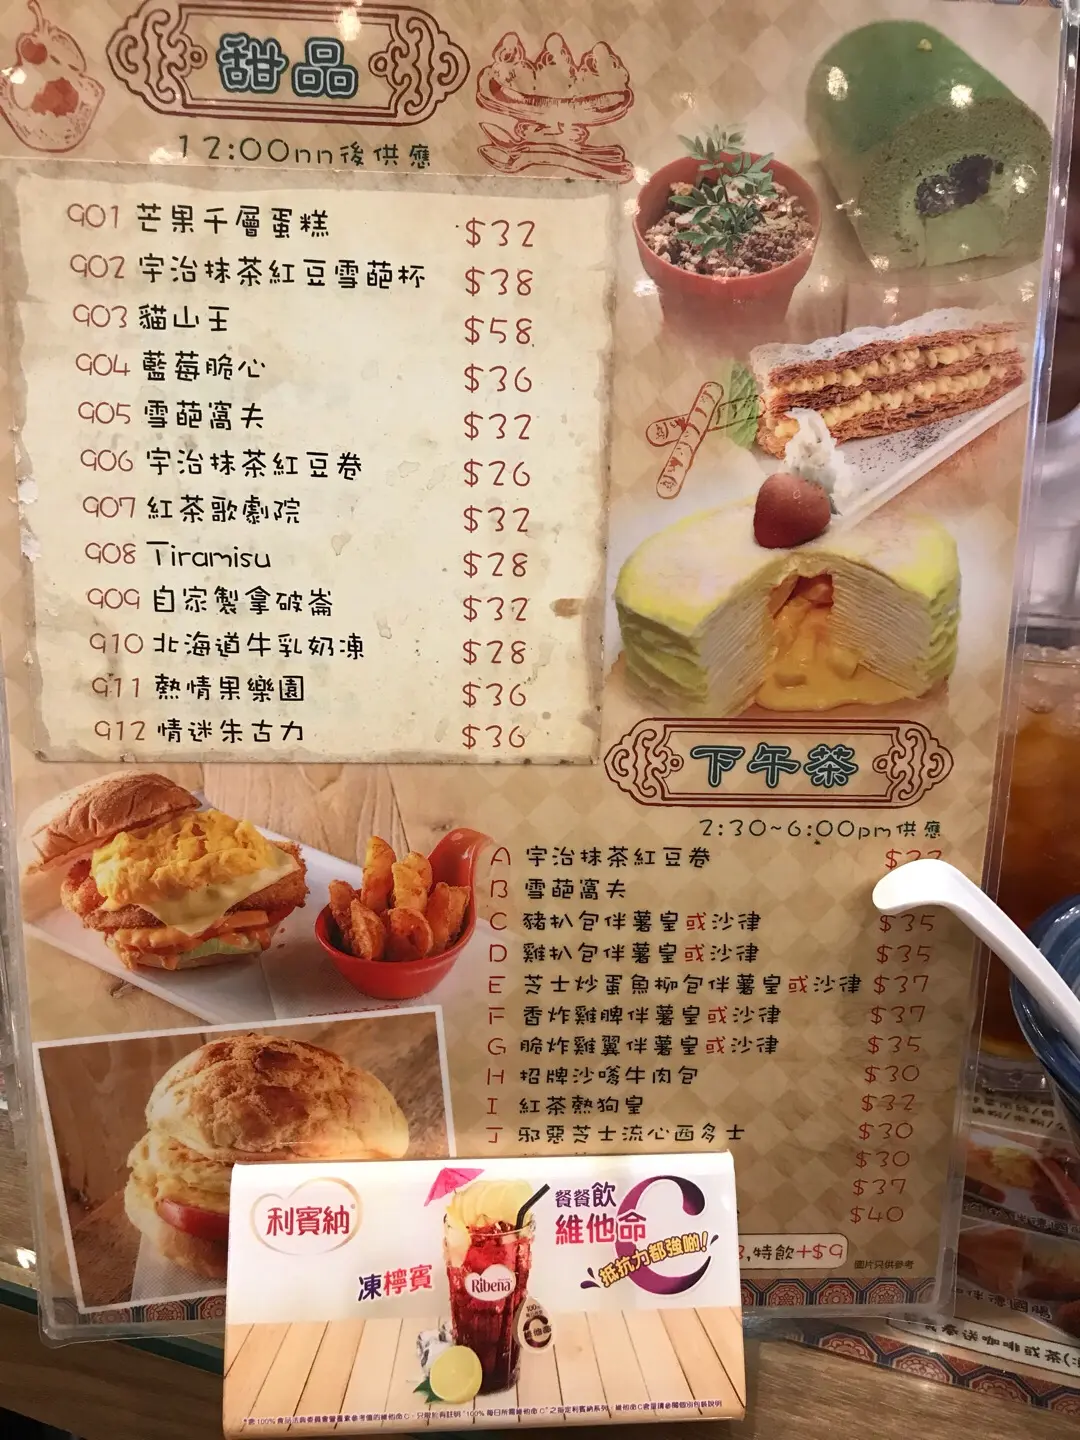 甜品
12:00nn後供應
901 芒果千層蛋糕 $32
902 宇治抹茶紅豆雪葩杯 $38
903 貓山王 $58
904 藍莓脆心 $36
905 雪葩窩夫 $32
906 宇治抹茶紅豆卷 $26
907 紅茶歌劇院 $32
908 Tiramisu $28
909 自家製拿破崙 $32
910 北海道牛乳奶凍 $28
911 熱情果樂園 $36
912 情迷朱古力 $36
下午茶
2:30~6:00pm供應
A 宇治抹茶紅豆卷
B 雪葩窩夫
C 豬扒包伴薯皇或沙律 $35
D 雞扒包伴薯皇或沙律 $35
E 芝士炒蛋魚柳包伴薯皇或沙律 $37
F 香炸雞髀伴薯皇或沙律 $37
G 脆炸雞翼伴薯皇或沙律 $35
H 招牌沙嗲牛肉包 $30
I 紅茶熱狗皇 $32
J 邪惡芝士流心西多士 $30
$30
$37
$40
特飲+$9
圖片只供參考
利賓納
凍檸賓
Ribena
餐餐飲
維他命C
抵抗力都強啲!